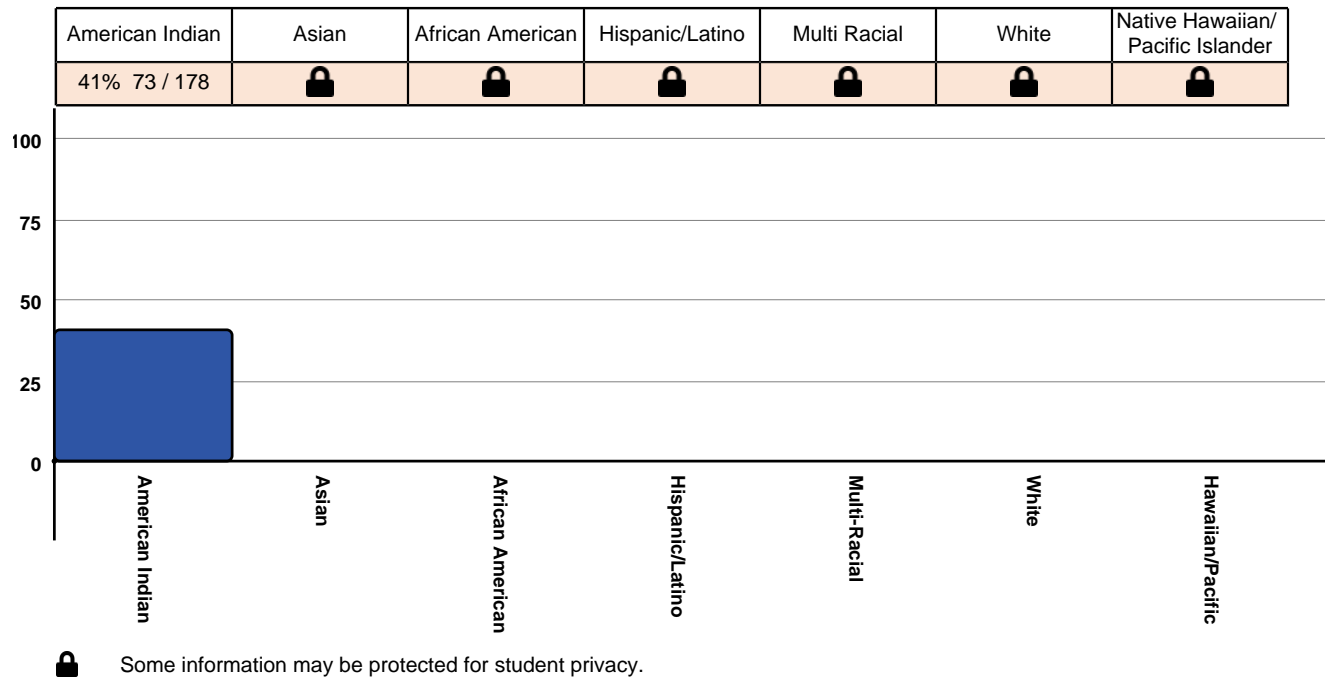 American Indian Asian African American Hispanic/Latino Multi Racial White Native Hawaiian/
Pacific Islander
41% 73 / 178
100
75
50
25
0
American Indian
Asian
African American
Hispanic/Latino
Multi-Racial
White
Hawaiian/Pacific
Some information may be protected for student privacy.